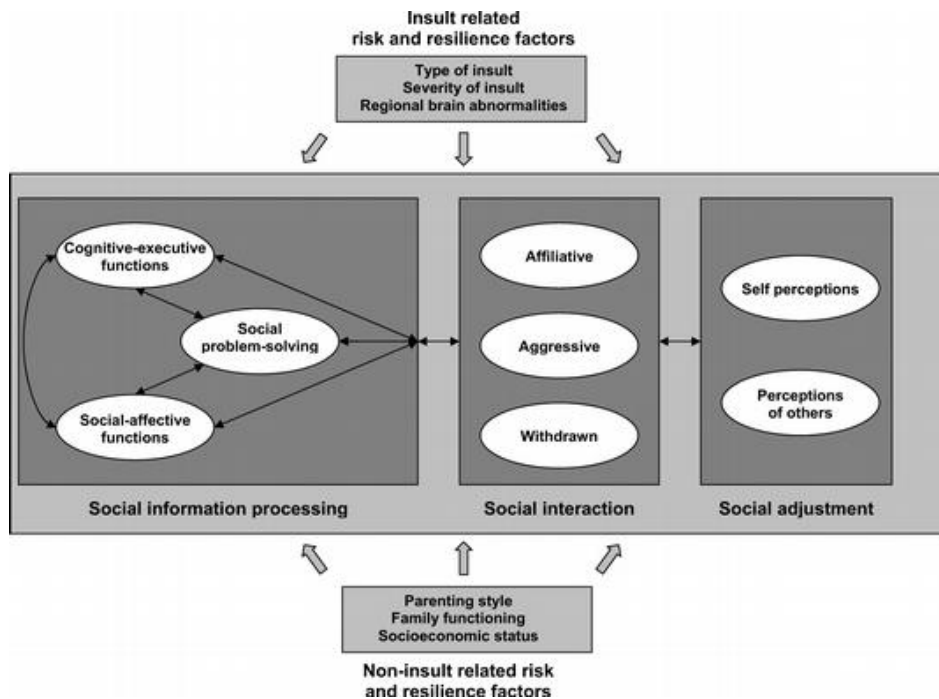 Insult related
risk and resilience factors
Type of insult
Severity of insult
Regional brain abnormalities
Cognitive-executive
functions
Social
problem-solving
Social-affective
functions
Affiliative
Aggressive
Withdrawn
Self perceptions
Perceptions
of others
Social information processing
Social interaction
Social adjustment
Parenting style
Family functioning
Socioeconomic status
Non-insult related risk
and resilience factors